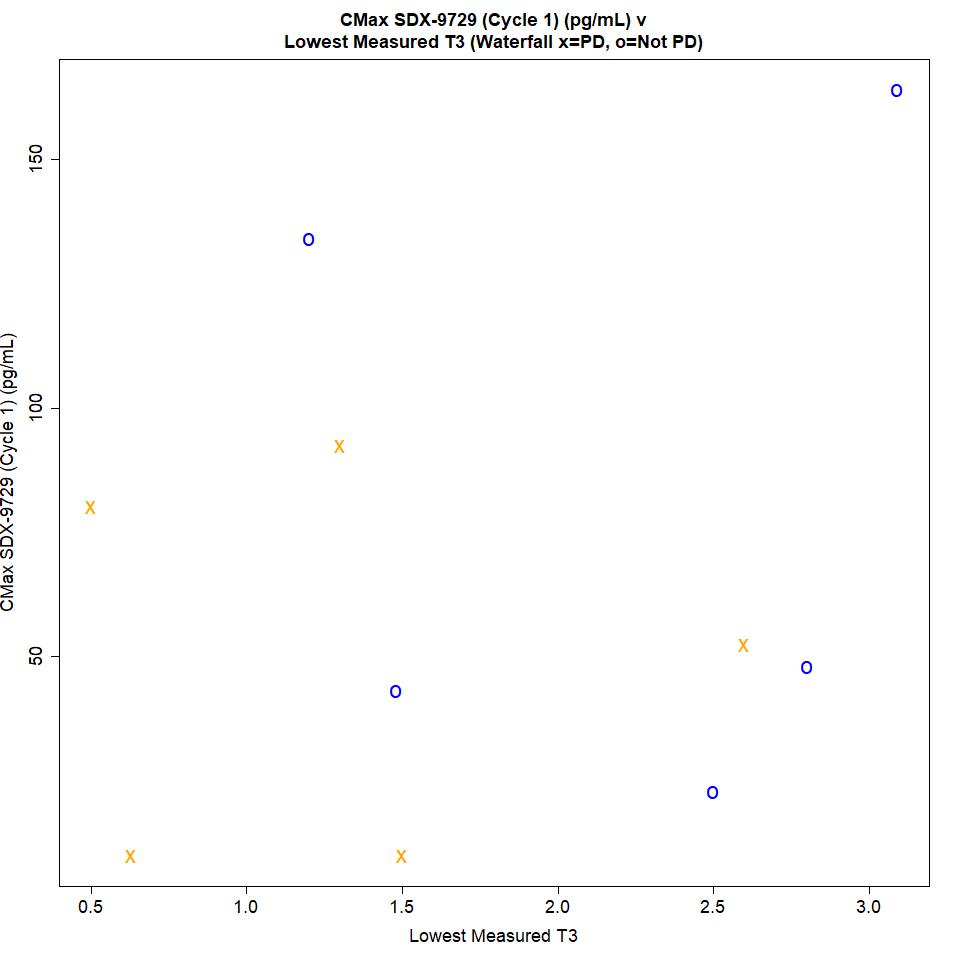 CMax SDX-9729 (Cycle 1) (pg/mL) v
Lowest Measured T3 (Waterfall x=PD, o=Not PD)
CMax SDX-9729 (Cycle 1) (pg/mL)
150
100
50
O
O
X
X
X
O
O
O
X
X
0.5 1.0 1.5 2.0 2.5 3.0
Lowest Measured T3